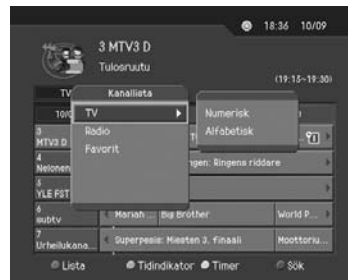 18:36 10/09
3 MTV3 D
Tulosruutu
(19:15~19:30)
TV Kanallista
10/0
TV Numerisk
Radio Alfabetisk
Favorit
3
MTV3 D
4
Nelonen ngen: Ringens riddare
5
YLE FST
6
subtv Mariah ... Big Brother World P...
7
Urheilukana... Superpesis: Miesten 3. finaali Moottoriu...
Lista Tidindikator Timer Sök